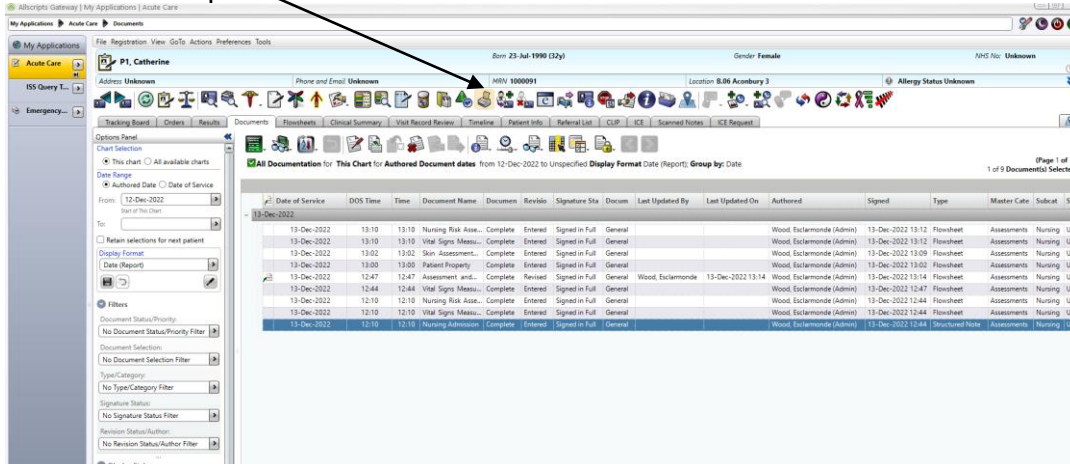 Allscripts Gateway | My Applications | Acute Care
My Applications Acute Care Documents
My Applications
File Registration View GoTo Actions Preferences Tools
Acute Care
P1, Catherine
Born 23-Jul-1990 (32y)
Gender Female
NHS No: Unknown
ISS Query T...
Address Unknown
Phone and Email Unknown
MRN 1000091
Location B.06 Aconbury 3
Allergy Status Unknown
Emergency...
Tracking Board Orders Results Documents Flowsheets Clinical Summary Visit Record Review Timeline Patient Info Referral List CLIP ICE Scanned Notes ICE Request
Options Panel
Chart Selection
This chart All available charts
Date Range
Authored Date Date of Service
From: 12-Dec-2022
Start of This Chart
To:
Retain selections for next patient
Display Format
Date (Report)
Filters
Document Status/Priority:
No Document Status/Priority Filter
Document Selection:
No Document Selection Filter
Type/Category:
No Type/Category Filter
Signature Status:
No Signature Status Filter
Revision Status/Author:
No Revision Status/Author Filter
All Documentation for This Chart for Authored Document dates from 12-Dec-2022 to Unspecified Display Format Date (Report); Group by: Date
(Page 1 of
1 of 9 Document(s) Selecte
Date of Service DOS Time Time Document Name Documen Revisio Signature Sta Docum Last Updated By Last Updated On Authored Signed Type Master Cate Subcat S
13-Dec-2022
13-Dec-2022 13:10 13:10 Nursing Risk Asse... Complete Entered Signed in Full General Wood, Esclarmonde (Admin) 13-Dec-2022 13:12 Flowsheet Assessments Nursing U
13-Dec-2022 13:10 13:10 Vital Signs Measu... Complete Entered Signed in Full General Wood, Esclarmonde (Admin) 13-Dec-2022 13:12 Flowsheet Assessments Nursing U
13-Dec-2022 13:02 13:02 Skin Assessment... Complete Entered Signed in Full General Wood, Esclarmonde (Admin) 13-Dec-2022 13:09 Flowsheet Assessments Nursing U
13-Dec-2022 13:00 13:00 Patient Property Complete Entered Signed in Full General Wood, Esclarmonde (Admin) 13-Dec-2022 13:02 Flowsheet Assessments Nursing U
13-Dec-2022 12:47 12:47 Assessment and... Complete Revised Signed in Full General Wood, Esclarmonde 13-Dec-2022 13:14 Wood, Esclarmonde (Admin) 13-Dec-2022 13:14 Flowsheet Assessments Nursing U
13-Dec-2022 12:44 12:44 Vital Signs Measu... Complete Entered Signed in Full General Wood, Esclarmonde (Admin) 13-Dec-2022 12:47 Flowsheet Assessments Nursing U
13-Dec-2022 12:10 12:10 Nursing Risk Asse... Complete Entered Signed in Full General Wood, Esclarmonde (Admin) 13-Dec-2022 12:44 Flowsheet Assessments Nursing U
13-Dec-2022 12:10 12:10 Vital Signs Measu... Complete Entered Signed in Full General Wood, Esclarmonde (Admin) 13-Dec-2022 12:44 Flowsheet Assessments Nursing U
13-Dec-2022 12:10 12:10 Nursing Admission Complete Entered Signed in Full General Wood, Esclarmonde (Admin) 13-Dec-2022 12:44 Structured Note Assessments Nursing U